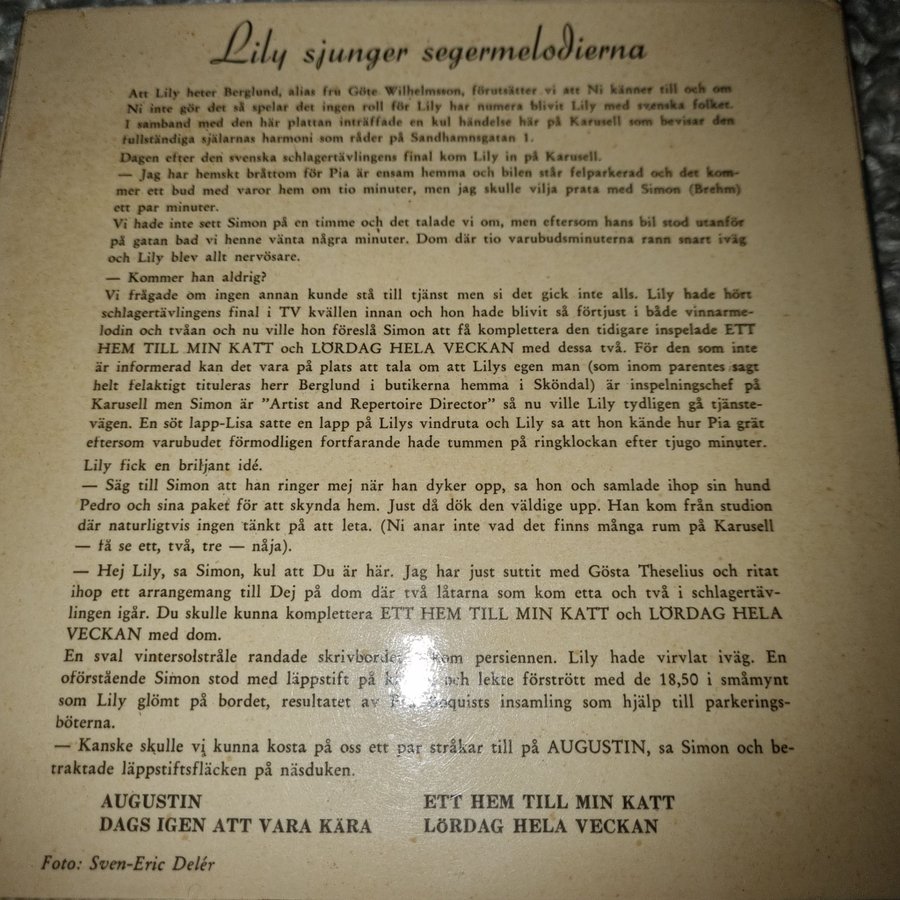 Lily sjunger segermelodierna
Att Lily heter Berglund, alias fru Göte Wilhelmsson, förutsätter vi att Ni känner till och om
Ni inte gör det så spelar det ingen roll för Lily har numera blivit Lily med svenska folket.
I samband med den här plattan inträffade en kul händelse här på Karusell som bevisar den
fullständiga själarnas harmoni som råder på Sandhamnsgatan 1.
Dagen efter den svenska schlagertävlingens final kom Lily in på Karusell.
— Jag har hemskt bråttom för Pia är ensam hemma och bilen står felparkerad och det kom-
mer ett bud med varor hem om tio minuter, men jag skulle vilja prata med Simon (Brehm)
ett par minuter.
Vi hade inte sett Simon på en timme och det talade vi om, men eftersom hans bil stod utanför
på gatan bad vi henne vänta några minuter. Dom där tio varubudsminuterna rann snart iväg
och Lily blev allt nervösare.
— Kommer han aldrig?
Vi frågade om ingen annan kunde stå till tjänst men si det gick inte alls. Lily hade hört
schlagertävlingens final i TV kvällen innan och hon hade blivit så förtjust i både vinnarme-
lodin och tvåan och nu ville hon föreslå Simon att få komplettera den tidigare inspelade ETT
HEM TILL MIN KATT och LÖRDAG HELA VECKAN med dessa två. För den som inte
är informerad kan det vara på plats att tala om att Lilys egen man (som inom parentes sagt
helt felaktigt tituleras herr Berglund i butikerna hemma i Sköndal) är inspelningschef på
Karusell men Simon är ”Artist and Repertoire Director” så nu ville Lily tydligen gå tjänste-
vägen. En söt lapp-Lisa satte en lapp på Lilys vindruta och Lily sa att hon kände hur Pia grät
eftersom varubudet förmodligen fortfarande hade tummen på ringklockan efter tjugo minuter.
Lily fick en briljant idé.
— Säg till Simon att han ringer mej när han dyker opp, sa hon och samlade ihop sin hund
Pedro och sina paket för att skynda hem. Just då dök den väldige upp. Han kom från studion
där naturligtvis ingen tänkt på att leta. (Ni anar inte vad det finns många rum på Karusell
— få se ett, två, tre — nåja).
— Hej Lily, sa Simon, kul att Du är här. Jag har just suttit med Gösta Theselius och ritat
ihop ett arrangemang till Dej på dom där två låtarna som kom etta och två i schlagertäv-
lingen igår. Du skulle kunna komplettera ETT HEM TILL MIN KATT och LÖRDAG HELA
VECKAN med dom.
En sval vintersolstråle randade skrivbordet persiennen. Lily hade virvlat iväg. En
oförstående Simon stod med läppstift på och lekte förstrött med de 18,50 i småmynt
som Lily glömt på bordet, resultatet av insamling som hjälp till parkerings-
böterna.
— Kanske skulle vi kunna kosta på oss ett par stråkar till på AUGUSTIN, sa Simon och be-
traktade läppstiftsfläcken på näsduken.
AUGUSTIN
DAGS IGEN ATT VARA KÄRA
ETT HEM TILL MIN KATT
LÖRDAG HELA VECKAN
Foto: Sven-Eric Delér